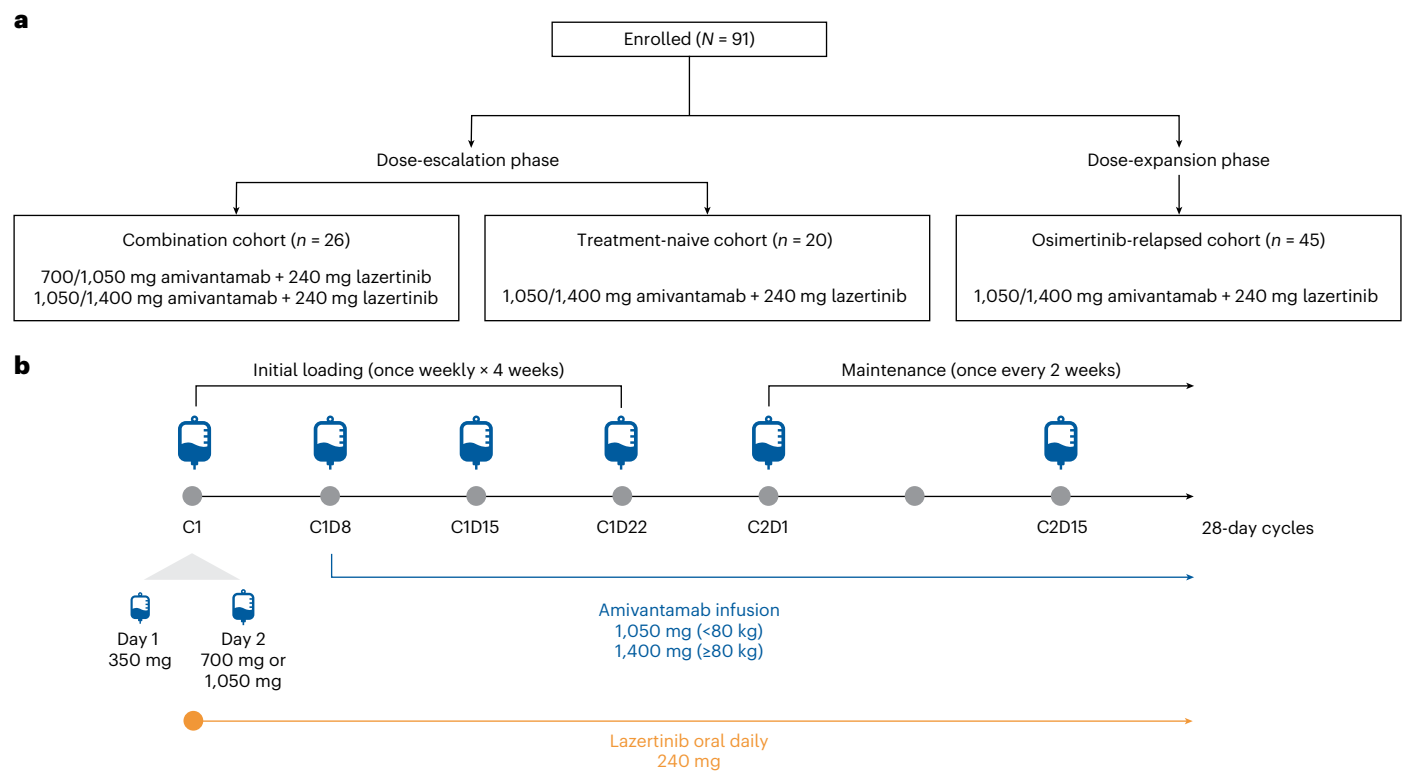 a
Enrolled (N = 91)
Dose-escalation phase
Dose-expansion phase
Combination cohort (n = 26)
700/1,050 mg amivantamab + 240 mg lazertinib
1,050/1,400 mg amivantamab + 240 mg lazertinib
Treatment-naive cohort (n = 20)
1,050/1,400 mg amivantamab + 240 mg lazertinib
Osimertinib-relapsed cohort (n = 45)
1,050/1,400 mg amivantamab + 240 mg lazertinib
b
Initial loading (once weekly × 4 weeks)
Maintenance (once every 2 weeks)
C1
C1D8
C1D15
C1D22
C2D1
C2D15
28-day cycles
Day 1
350 mg
Day 2
700 mg or
1,050 mg
Amivantamab infusion
1,050 mg (<80 kg)
1,400 mg (≥80 kg)
Lazertinib oral daily
240 mg